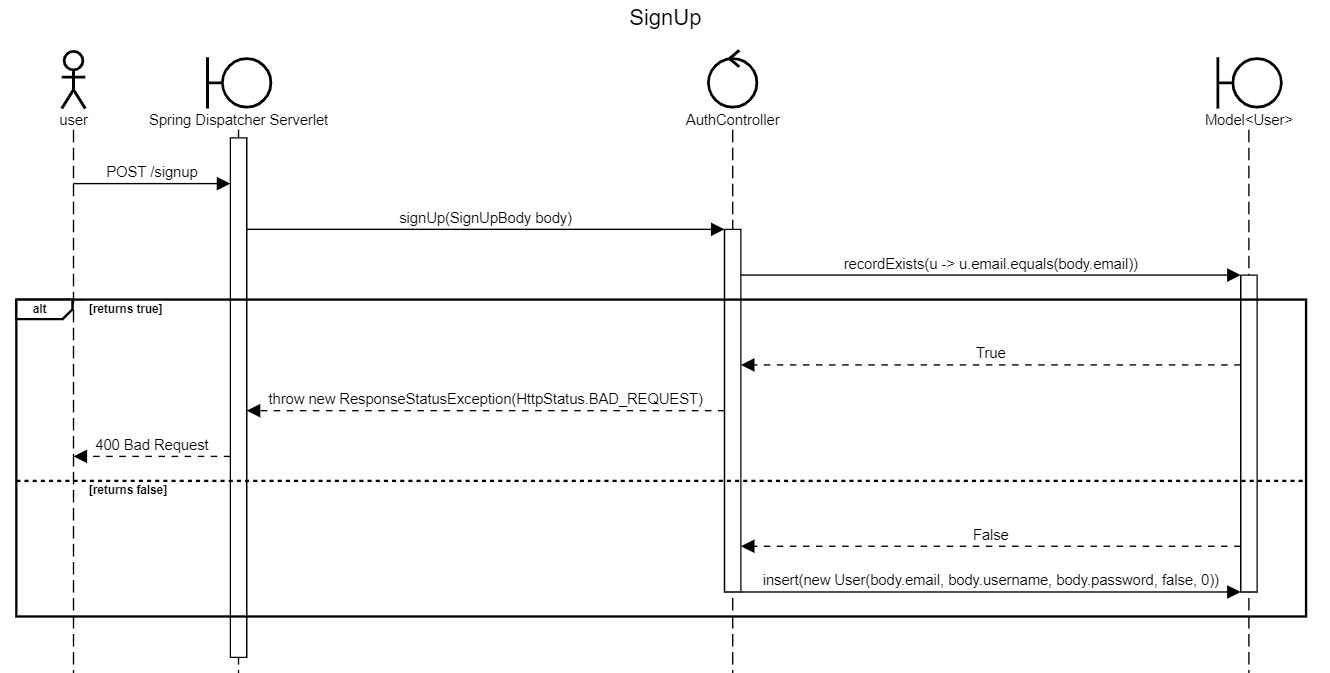 SignUp
user
Spring Dispatcher Serverlet
AuthController
Model<User>
POST /signup
signUp(SignUpBody body)
recordExists(u -> u.email.equals(body.email))
alt
[returns true]
True
throw new ResponseStatusException(HttpStatus.BAD_REQUEST)
400 Bad Request
[returns false]
False
insert(new User(body.email, body.username, body.password, false, 0))